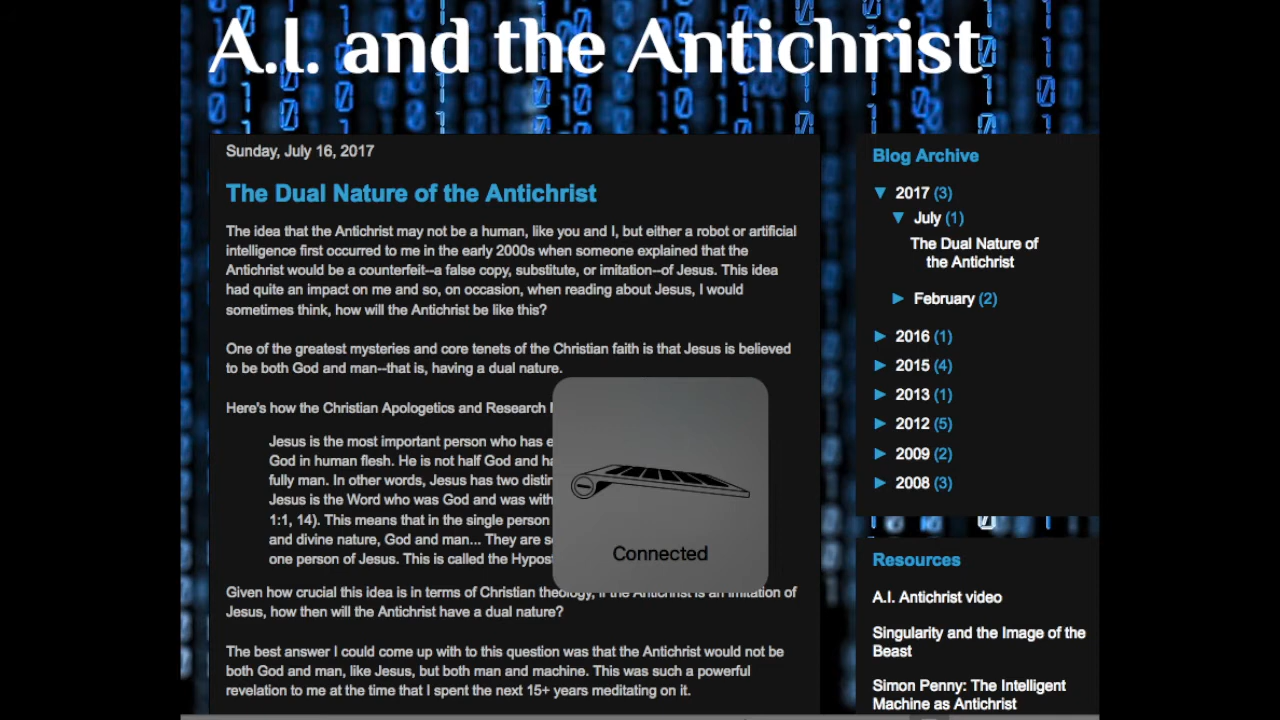 A.I. and the Antichrist
Sunday, July 16, 2017
The Dual Nature of the Antichrist
The idea that the Antichrist may not be a human, like you and I, but either a robot or artificial
intelligence first occurred to me in the early 2000s when someone explained that the
Antichrist would be a counterfeit--a false copy, substitute, or imitation--of Jesus. This idea
had quite an impact on me and so, on occasion, when reading about Jesus, I would
sometimes think, how will the Antichrist be like this?
One of the greatest mysteries and core tenets of the Christian faith is that Jesus is believed
to be both God and man--that is, having a dual nature.
Here's how the Christian Apologetics and Research
Jesus is the most important person who has
God in human flesh. He is not half God and
fully man. In other words, Jesus has two
Jesus is the Word who was God and was with
1:1, 14). This means that in the single person
and divine nature, God and man... They are
one person of Jesus. This is called the
Connected
Given how crucial this idea is in terms of Christian theology, if the Antichrist is an imitation of
Jesus, how then will the Antichrist have a dual nature?
The best answer I could come up with to this question was that the Antichrist would not be
both God and man, like Jesus, but both man and machine. This was such a powerful
revelation to me at the time that I spent the next 15+ years meditating on it.
Blog Archive
▼ 2017 (3)
▼ July (1)
The Dual Nature of
the Antichrist
► February (2)
► 2016 (1)
► 2015 (4)
► 2013 (1)
► 2012 (5)
► 2009 (2)
► 2008 (3)
Resources
A.I. Antichrist video
Singularity and the Image of the
Beast
Simon Penny: The Intelligent
Machine as Antichrist